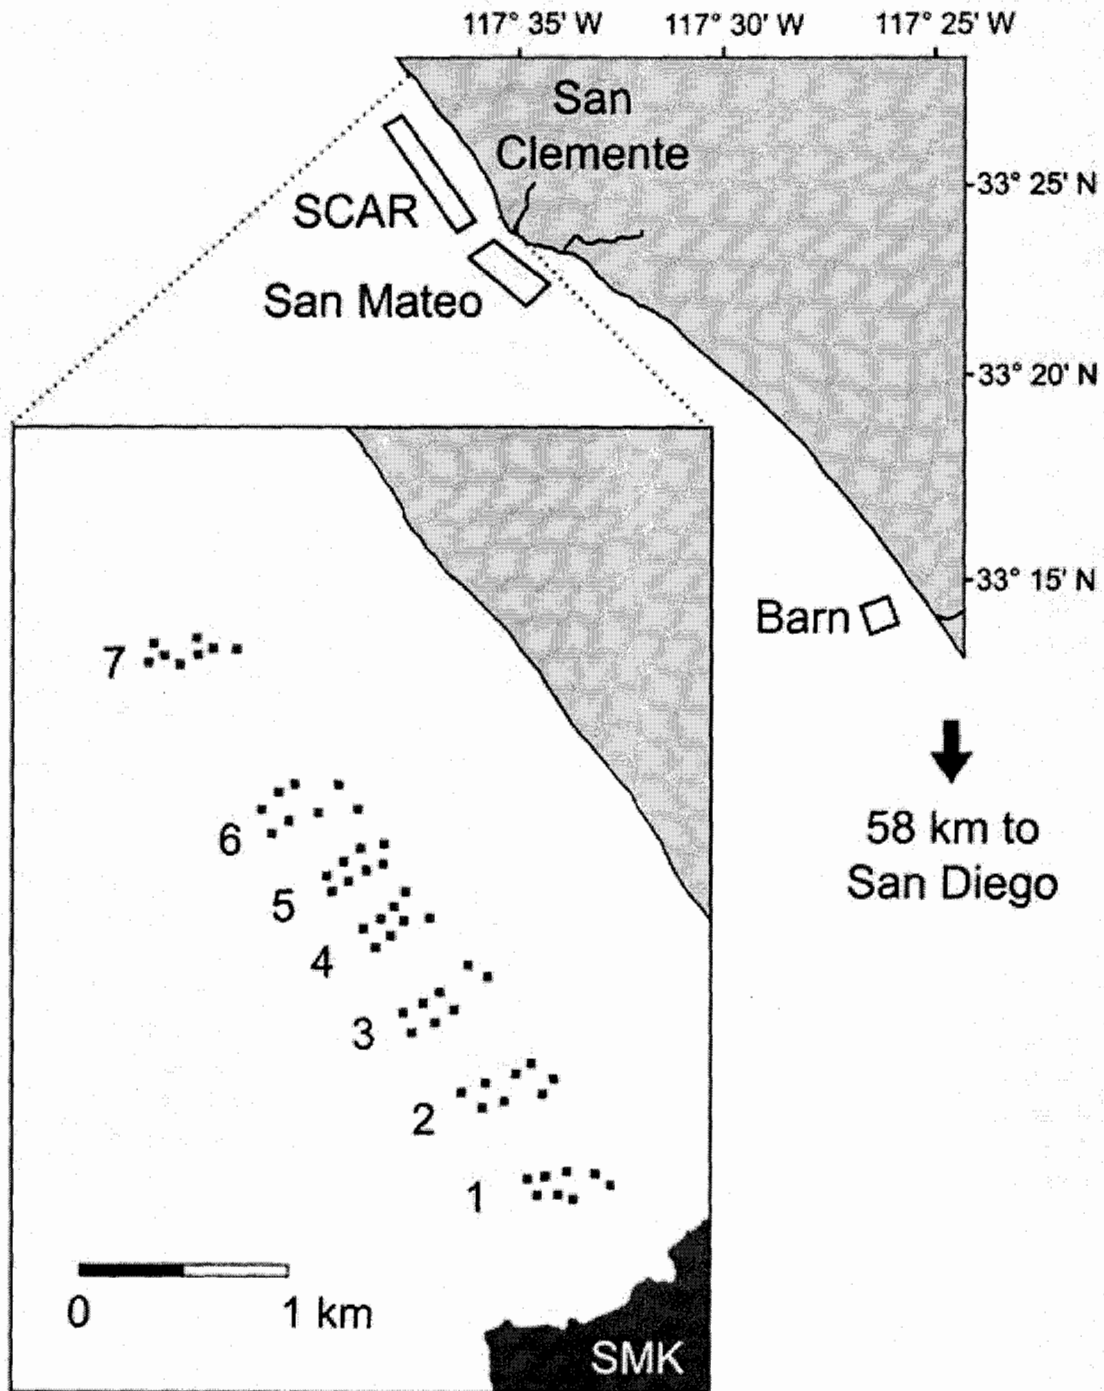 117° 35' W
117° 30' W
117° 25' W
San
Clemente
33° 25' N
SCAR
San Mateo
33° 20' N
33° 15' N
Barn
7
58 km to
San Diego
6
5
4
3
2
1
0
1 km
SMK